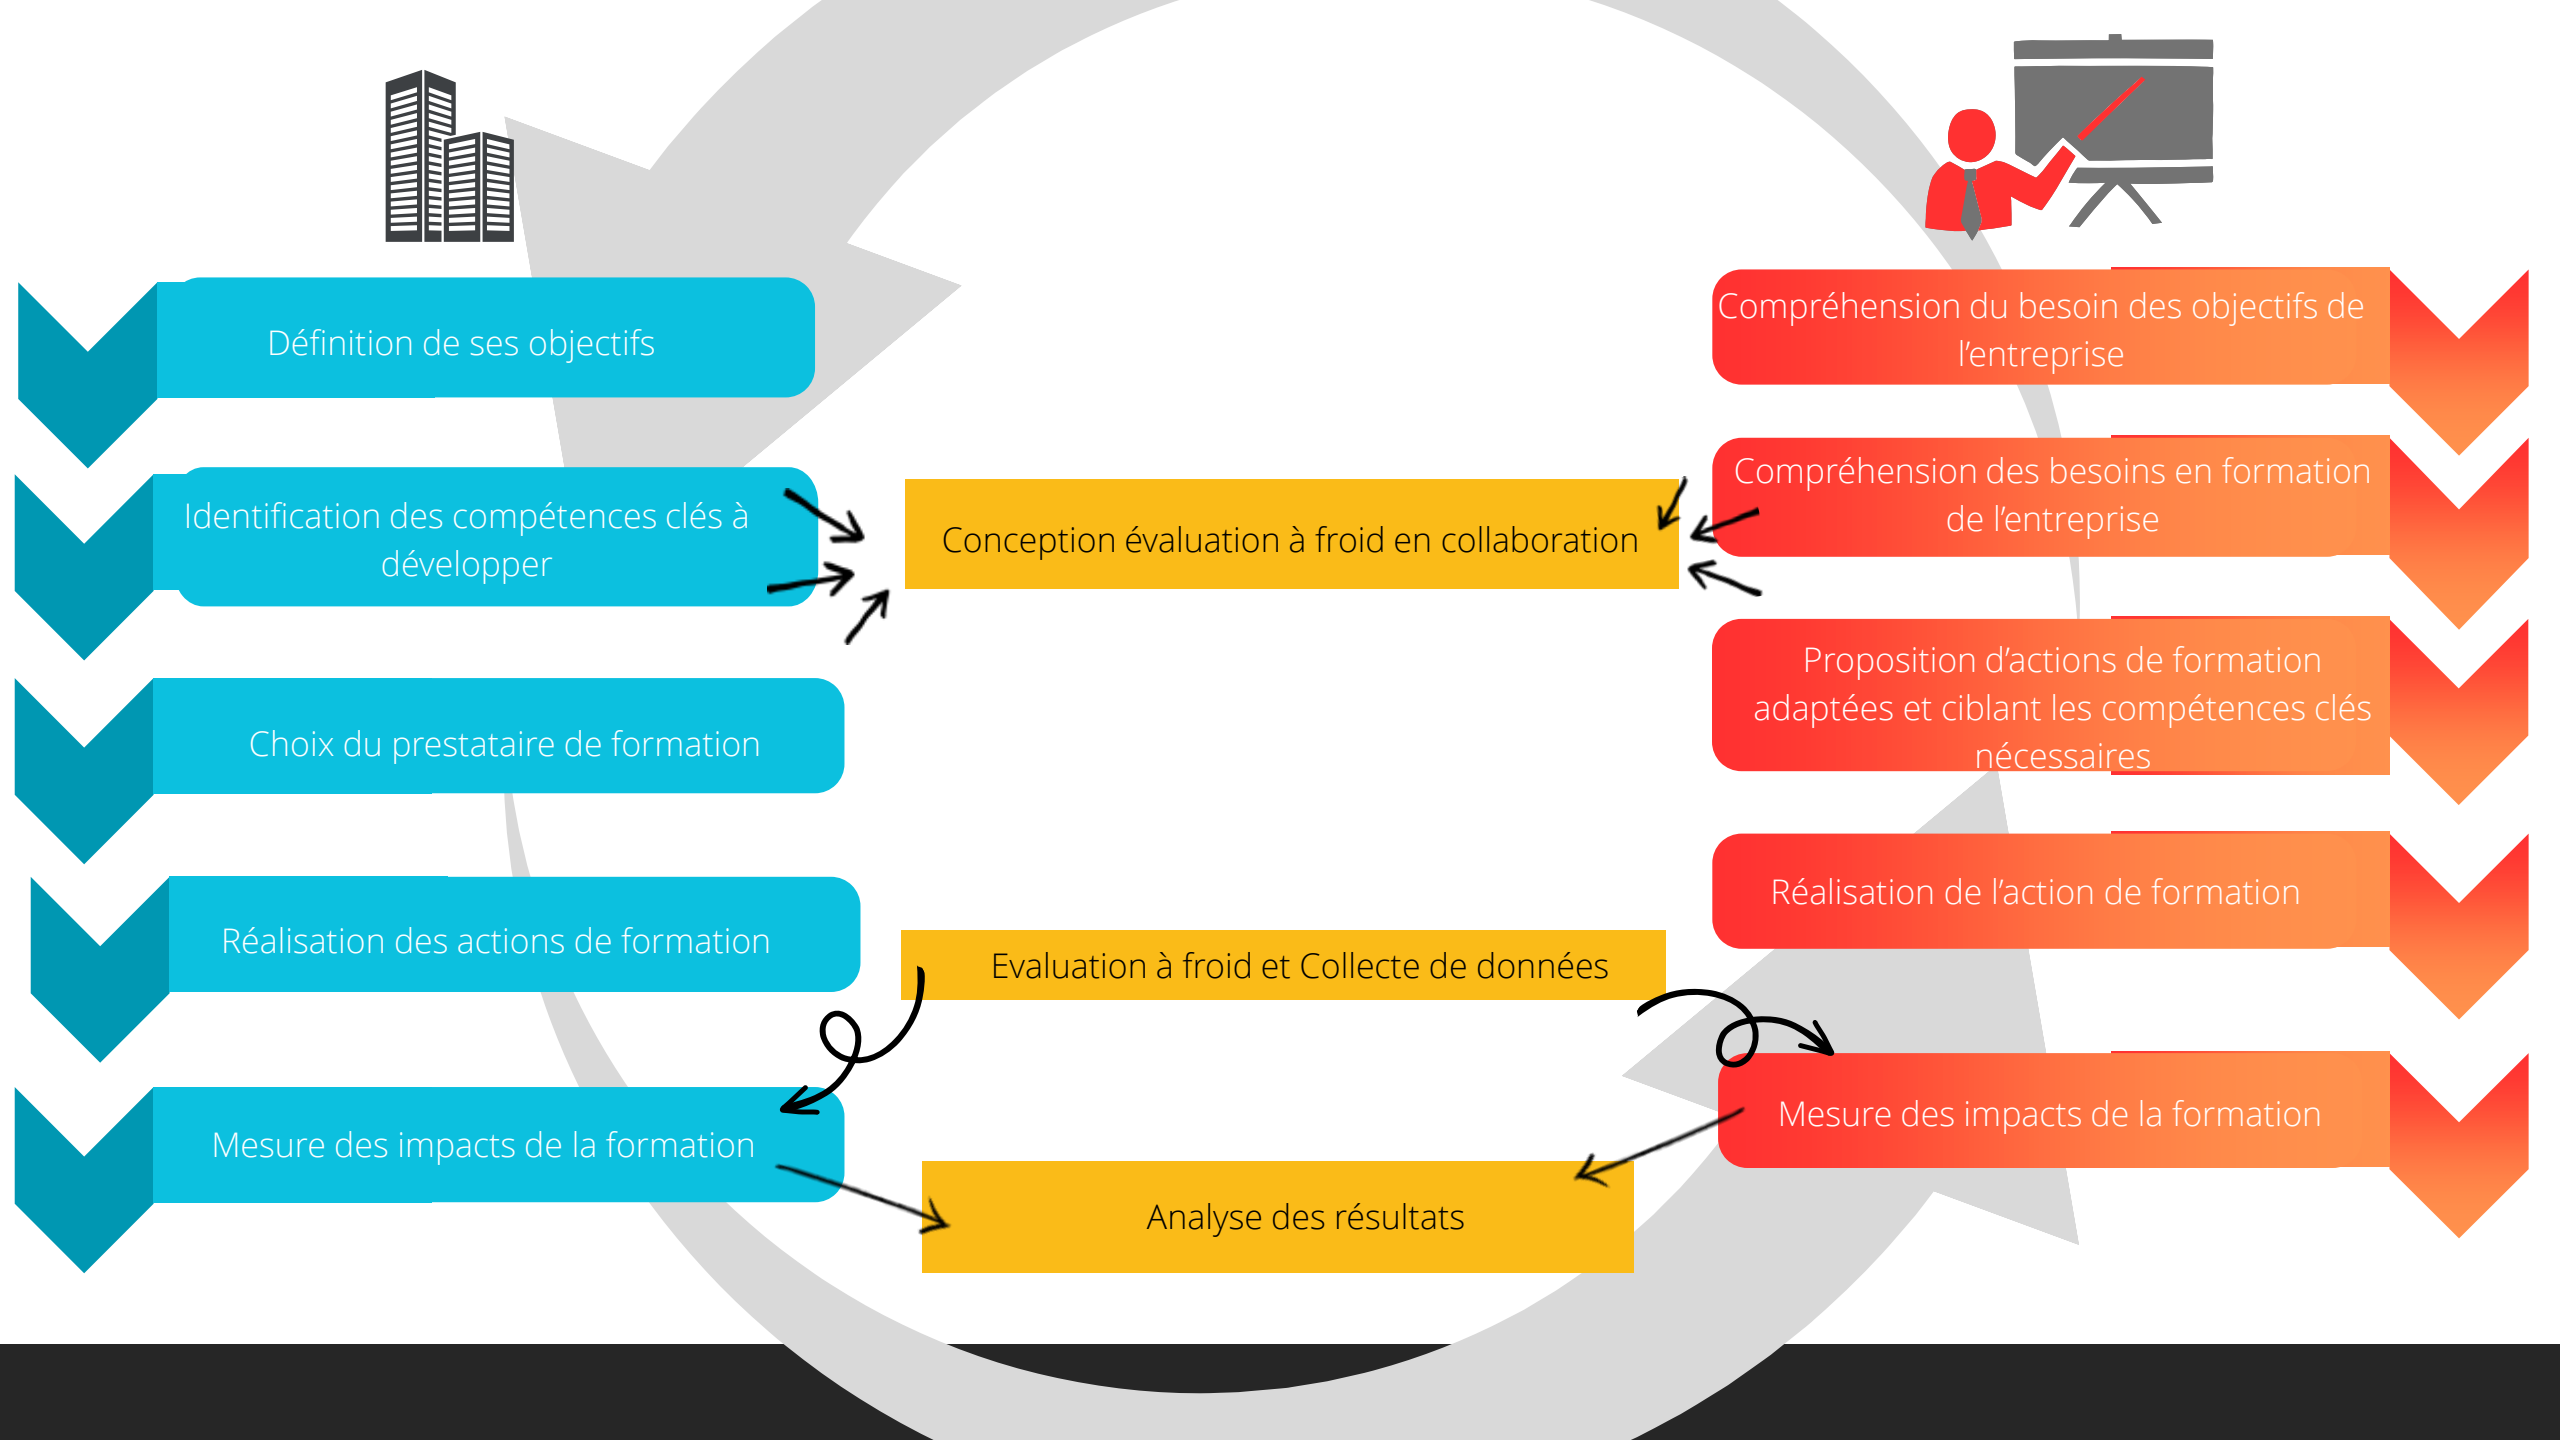 Définition de ses objectifs
Identification des compétences clés à
développer
Choix du prestataire de formation
Réalisation des actions de formation
Mesure des impacts de la formation
Conception évaluation à froid en collaboration
Evaluation à froid et Collecte de données
Analyse des résultats
Compréhension du besoin des objectifs de
l’entreprise
Compréhension des besoins en formation
de l’entreprise
Proposition d’actions de formation
adaptées et ciblant les compétences clés
nécessaires
Réalisation de l’action de formation
Mesure des impacts de la formation